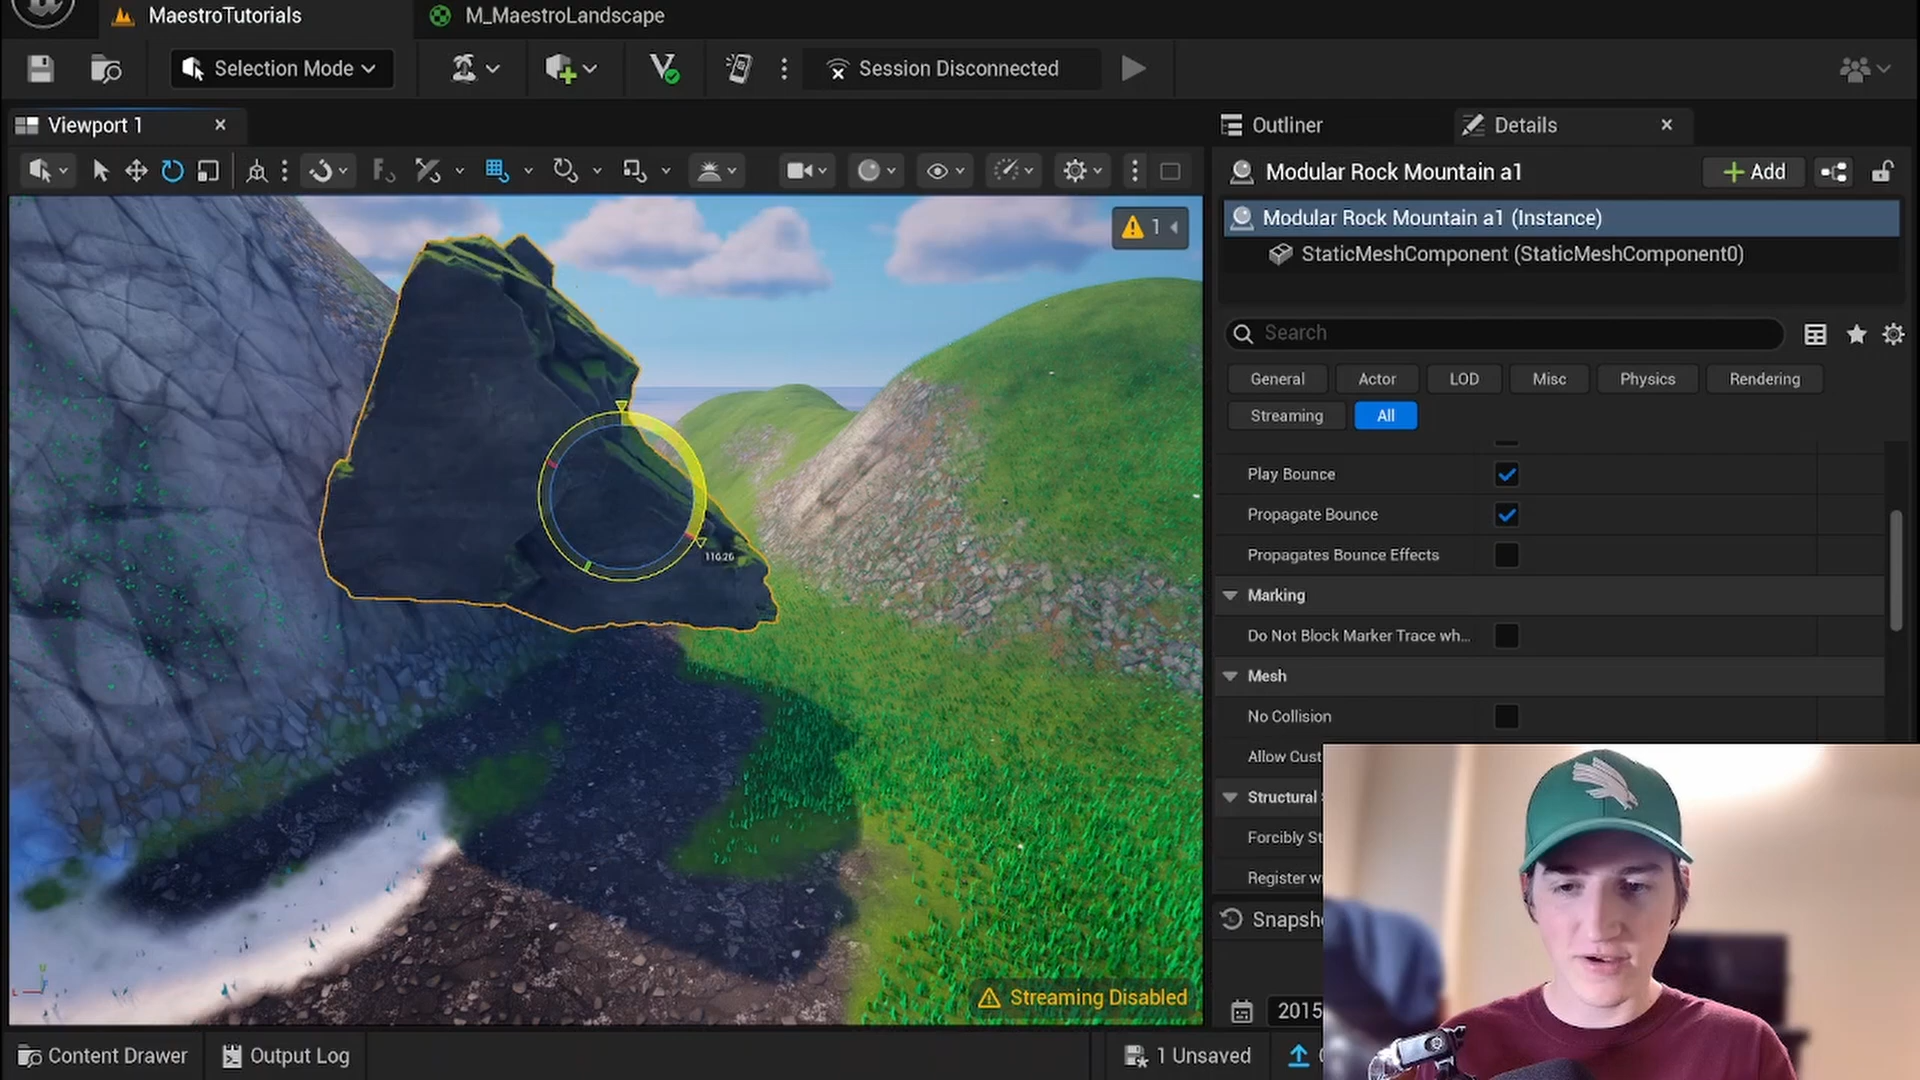 MaestroTutorials
M_MaestroLandscape
Selection Mode
Session Disconnected
Viewport 1
Outliner
Details
Modular Rock Mountain a1
Add
Modular Rock Mountain a1 (Instance)
StaticMeshComponent (StaticMeshComponent0)
1
Search
General
Actor
LOD
Misc
Physics
Rendering
Streaming
All
Play Bounce
Propagate Bounce
Propagates Bounce Effects
Marking
Do Not Block Marker Trace wh...
Mesh
No Collision
Allow Cust
Structural
Forcibly St
Register w
Snapsh
2015
116.26
Streaming Disabled
Content Drawer
Output Log
1 Unsaved